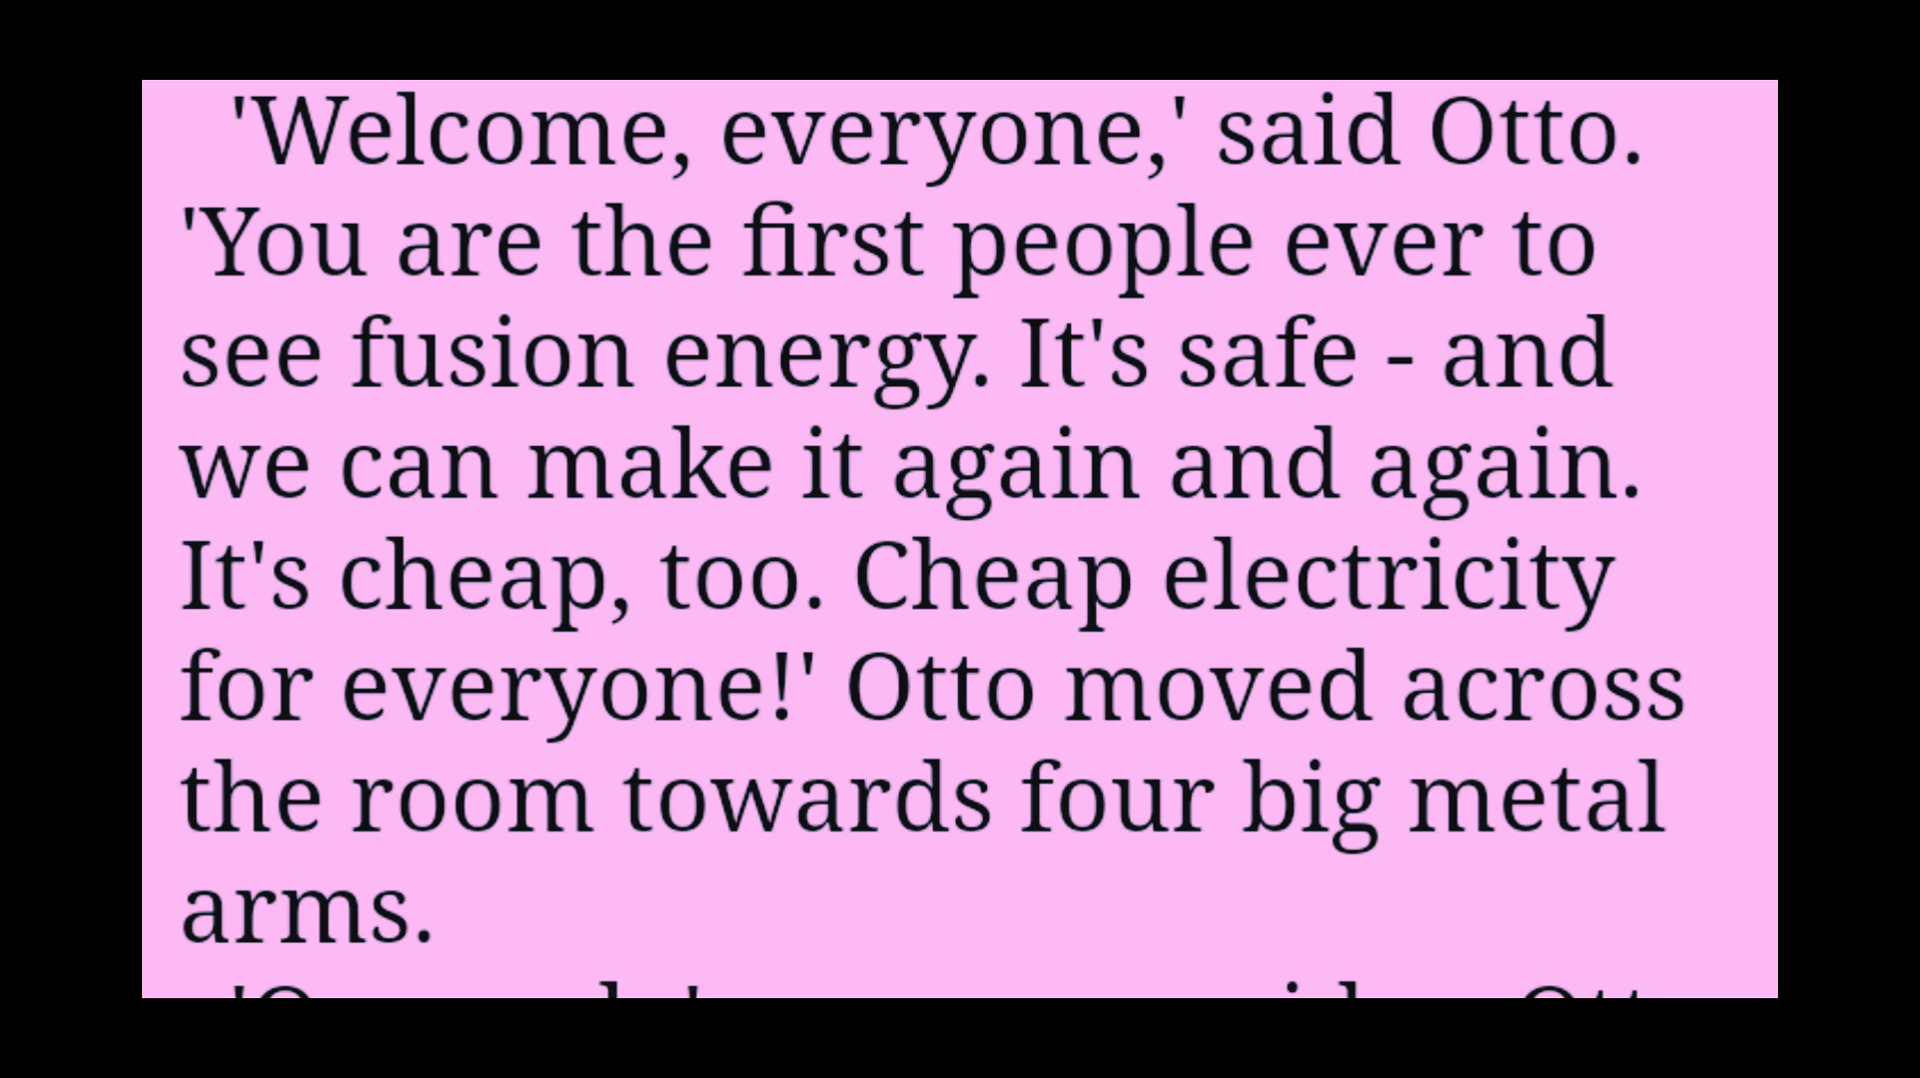 'Welcome, everyone,' said Otto.
'You are the first people ever to
see fusion energy. It's safe - and
we can make it again and again.
It's cheap, too. Cheap electricity
for everyone!' Otto moved across
the room towards four big metal
arms.